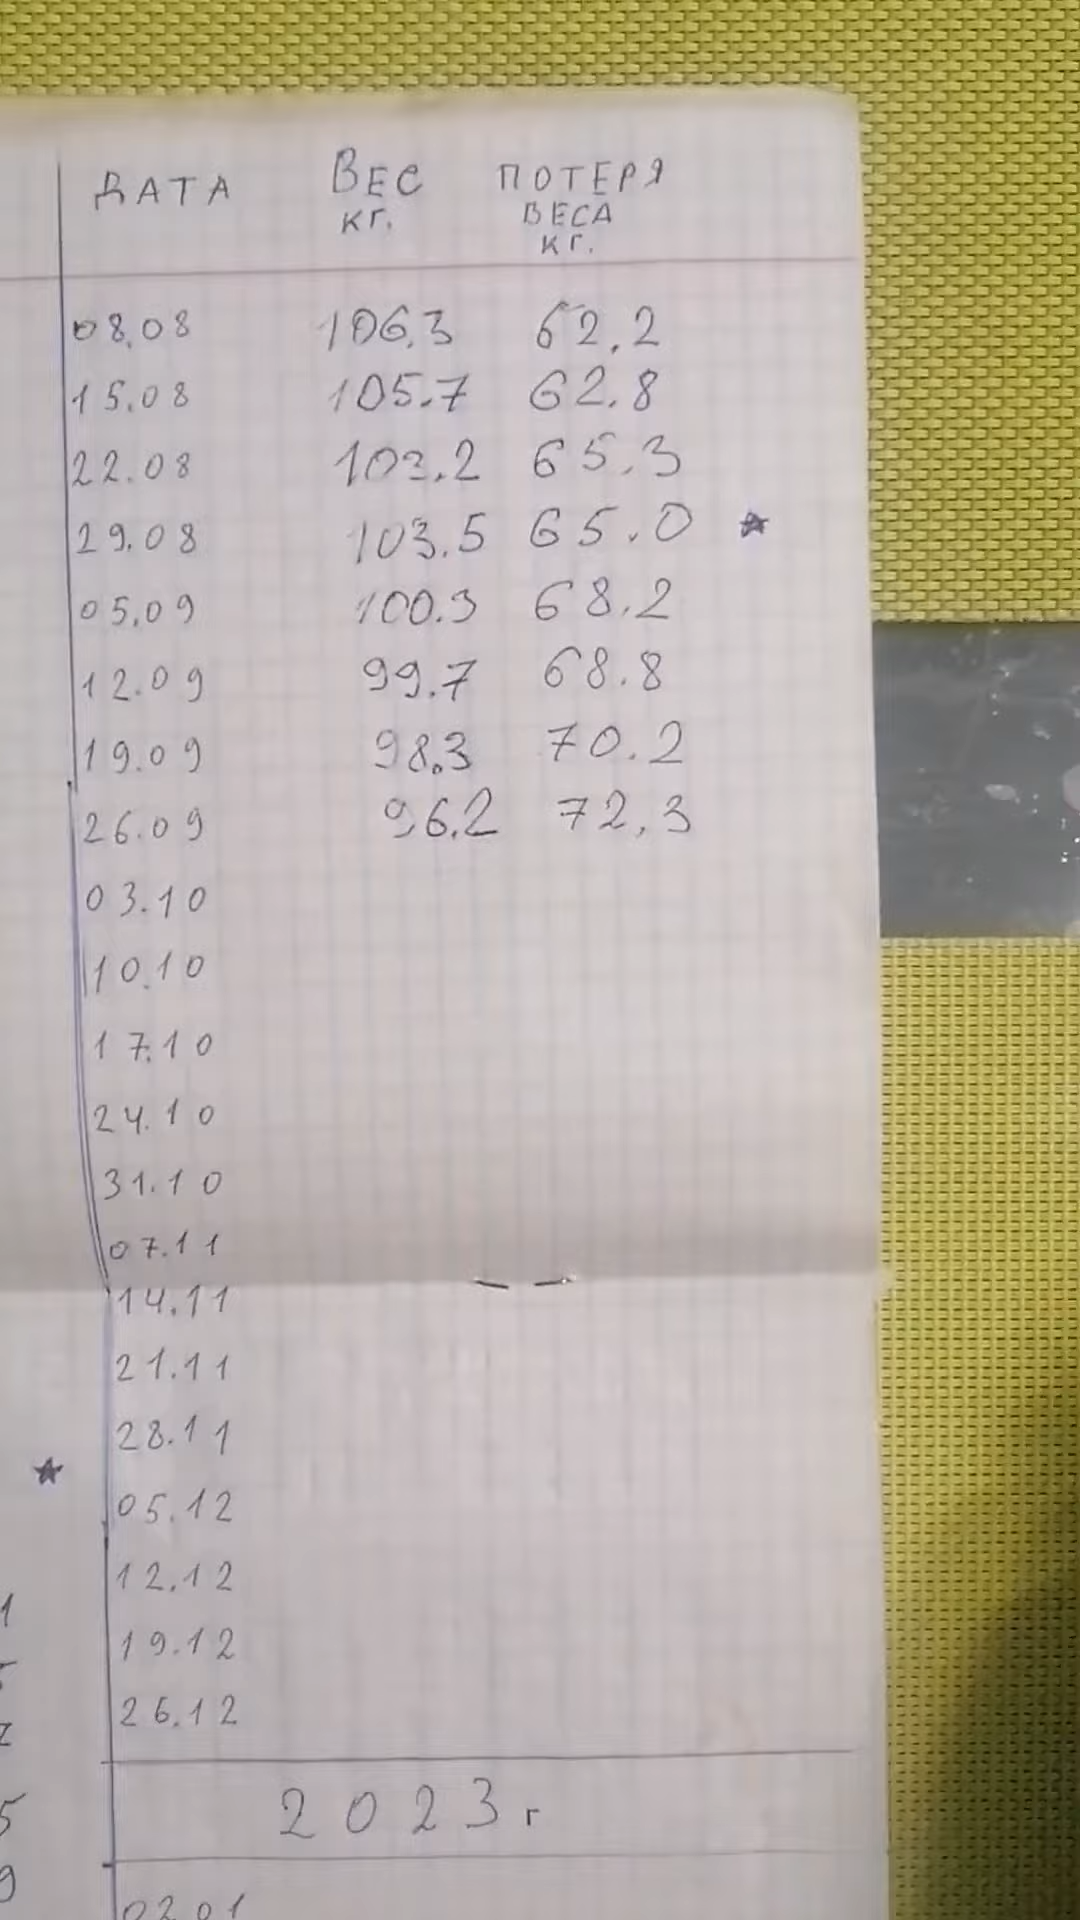 ДАТА ВЕС ПОТЕРЯ
КГ. ВЕСА
КГ.
08.08 106.3 62.2
15.08 105.7 62.8
22.08 103.2 65.3
29.08 103.5 65.0
05.09 100.3 68.2
12.09 99.7 68.8
19.09 98.3 70.2
26.09 96.2 72.3
03.10
10.10
17.10
24.10
31.10
07.11
14.11
21.11
28.11
05.12
12.12
19.12
26.12
2023г
02.01